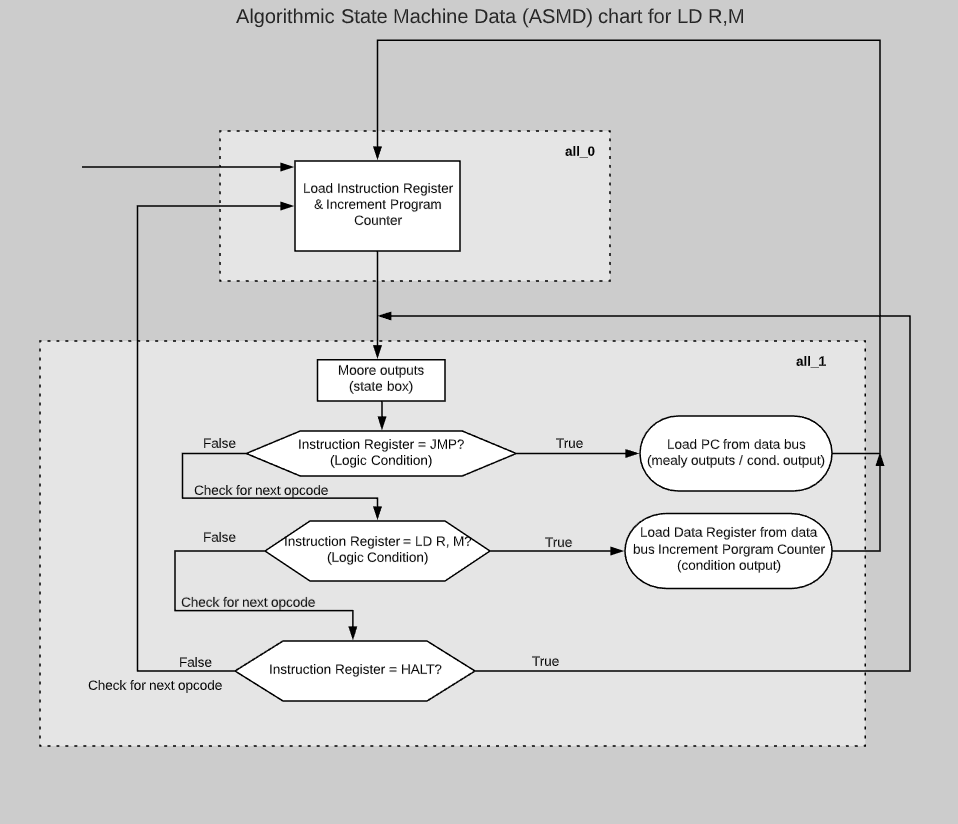 Algorithmic State Machine Data (ASMD) chart for LD R,M
all_0
Load Instruction Register
& Increment Program
Counter
all_1
Moore outputs
(state box)
False
Instruction Register = JMP?
(Logic Condition)
True
Load PC from data bus
(mealy outputs / cond. output)
Check for next opcode
False
Instruction Register = LD R, M?
(Logic Condition)
True
Load Data Register from data
bus Increment Porgram Counter
(condition output)
Check for next opcode
False
Instruction Register = HALT?
True
Check for next opcode